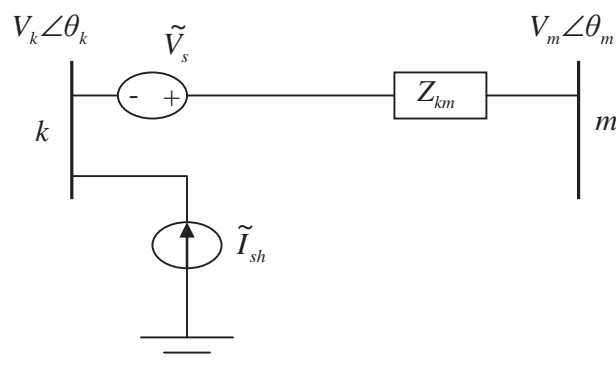 V_k∠θ_k
Ṽ_s
V_m∠θ_m
- +
Z_km
k
m
Ĩ_sh